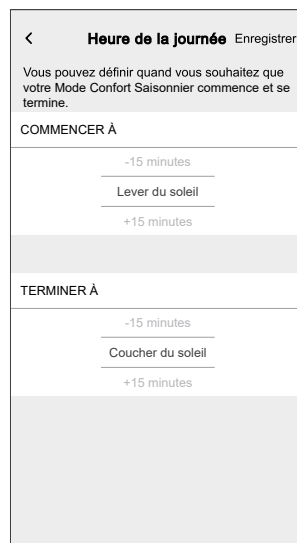 Heure de la journée Enregistrer
Vous pouvez définir quand vous souhaitez que
votre Mode Confort Saisonnier commence et se
termine.
COMMENCER À
-15 minutes
Lever du soleil
+15 minutes
TERMINER À
-15 minutes
Coucher du soleil
+15 minutes